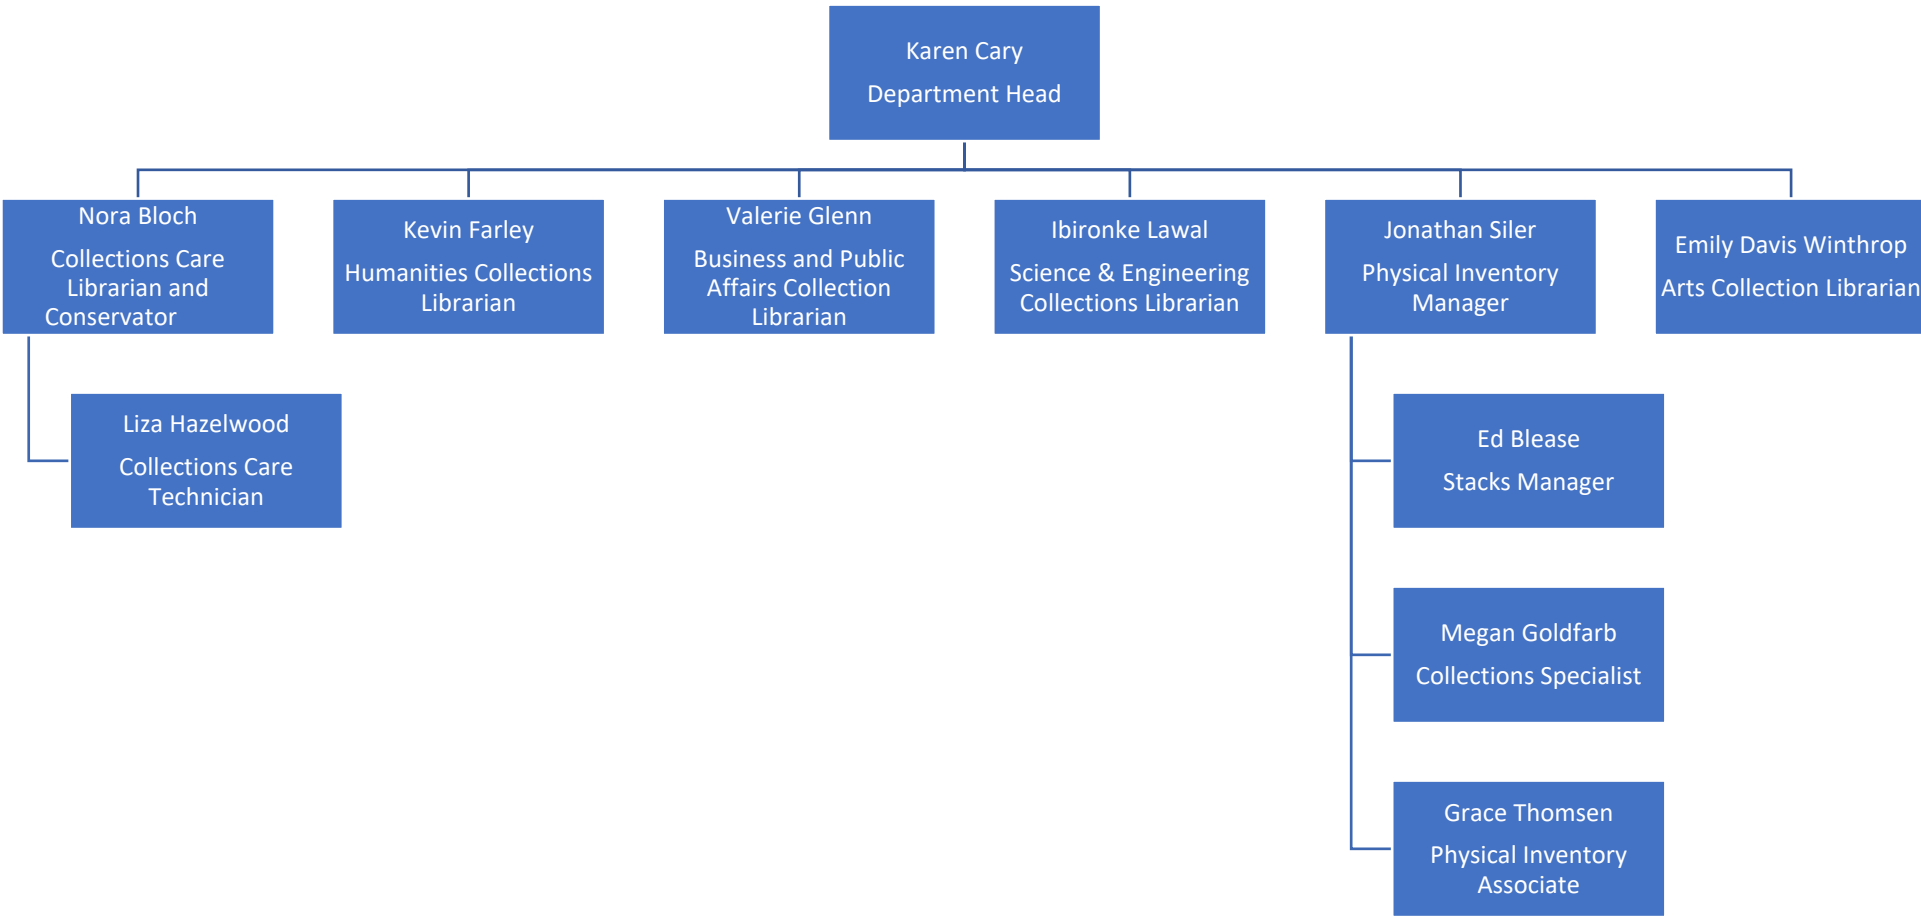 Karen Cary
Department Head
Nora Bloch
Collections Care
Librarian and
Conservator
Kevin Farley
Humanities Collections
Librarian
Valerie Glenn
Business and Public
Affairs Collection
Librarian
Ibironke Lawal
Science & Engineering
Collections Librarian
Jonathan Siler
Physical Inventory
Manager
Emily Davis Winthrop
Arts Collection Librarian
Liza Hazelwood
Collections Care
Technician
Ed Blease
Stacks Manager
Megan Goldfarb
Collections Specialist
Grace Thomsen
Physical Inventory
Associate